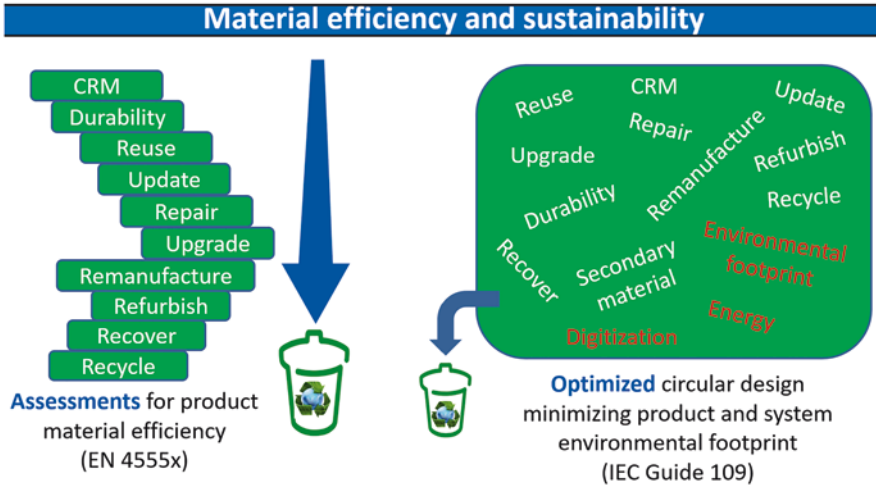 Material efficiency and sustainability
CRM
Durability
Reuse
Update
Repair
Upgrade
Remanufacture
Refurbish
Recover
Recycle
Assessments for product
material efficiency
(EN 4555x)
Reuse
CRM
Update
Repair
Upgrade
Remanufacture
Refurbish
Durability
Recycle
Recover
Secondary
material
Environmental
footprint
Digitization
Energy
Optimized circular design
minimizing product and system
environmental footprint
(IEC Guide 109)